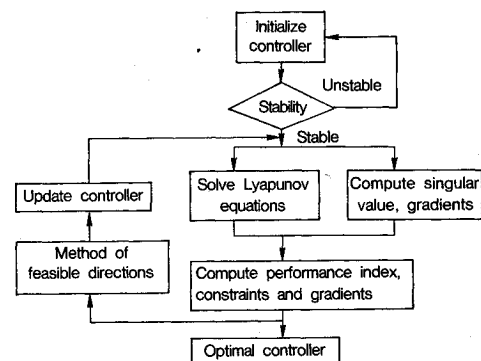 Initialize
controller
Unstable
Stability
Stable
Solve Lyapunov
equations
Compute singular
value, gradients
Update controller
Method of
feasible directions
Compute performance index,
constraints and gradients
Optimal controller